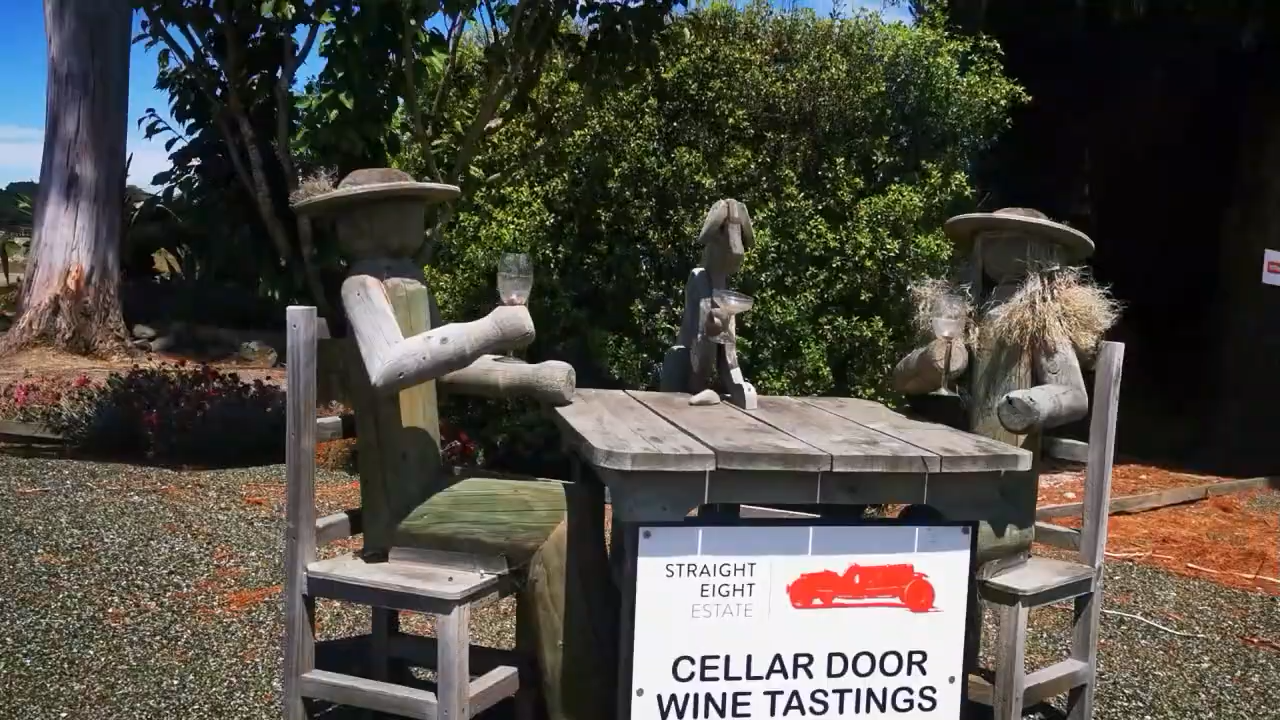 STRAIGHT
EIGHT
ESTATE
CELLAR DOOR
WINE TASTINGS